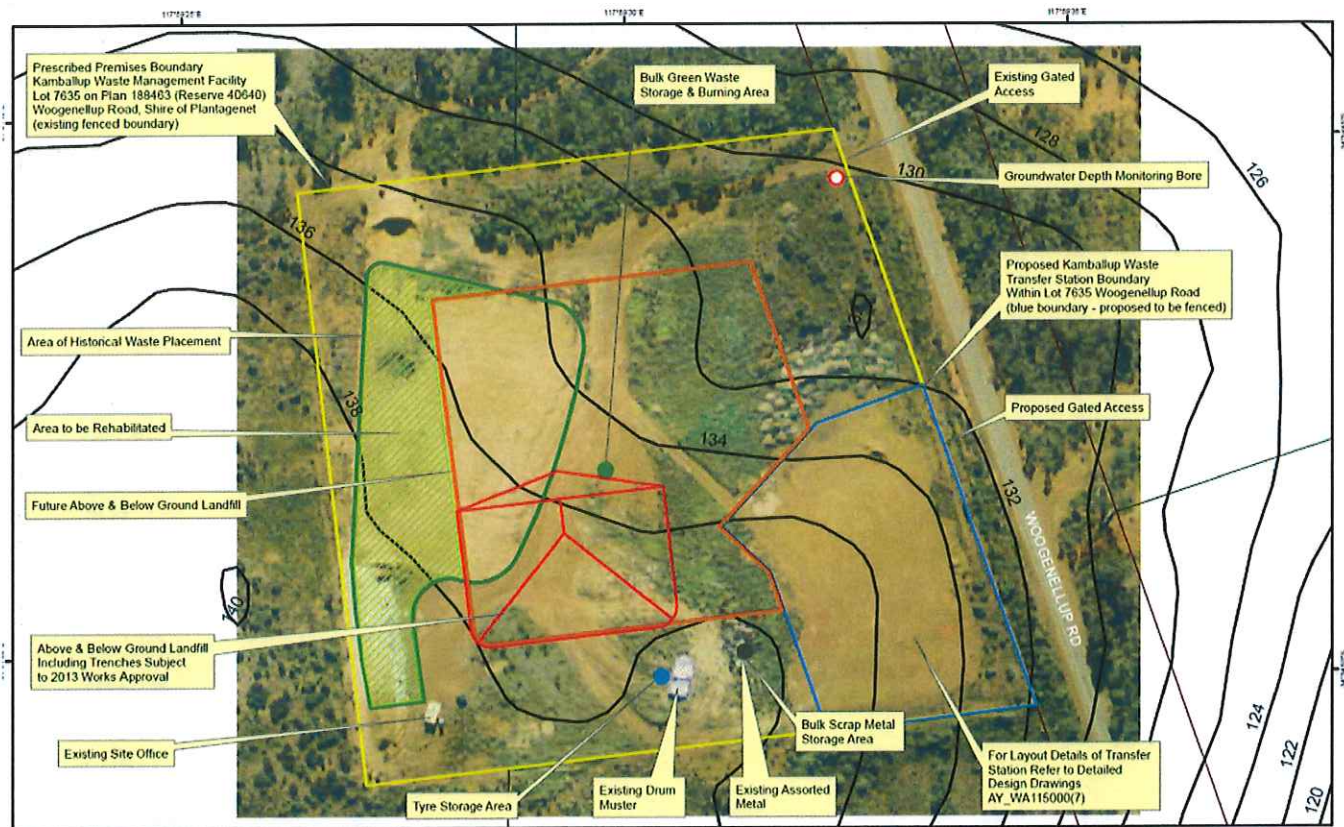 117°59'30"E
Prescribed Premises Boundary
Kamballup Waste Management Facility
Lot 7635 on Plan 188463 (Reserve 40640)
Woogenellup Road, Shire of Plantagenet
(existing fenced boundary)
Bulk Green Waste
Storage & Burning Area
Existing Gated
Access
128
130
126
Groundwater Depth Monitoring Bore
136
Proposed Kamballup Waste
Transfer Station Boundary
Within Lot 7635 Woogenellup Road
(blue boundary - proposed to be fenced)
Area of Historical Waste Placement
138
Proposed Gated Access
Area to be Rehabilitated
134
132
Future Above & Below Ground Landfill
WOOGENELLUP RD
140
Above & Below Ground Landfill
Including Trenches Subject
to 2013 Works Approval
Existing Site Office
Bulk Scrap Metal
Storage Area
For Layout Details of Transfer
Station Refer to Detailed
Design Drawings
AY_WA115000(7)
Tyre Storage Area
Existing Drum
Muster
Existing Assorted
Metal
124
122
120